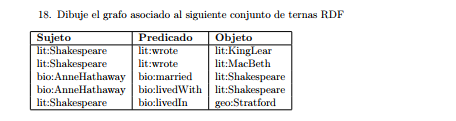 18. Dibuje el grafo asociado al siguiente conjunto de ternas RDF
Sujeto Predicado Objeto
lit:Shakespeare lit:wrote lit:KingLear
lit:Shakespeare lit:wrote lit:MacBeth
bio:AnneHathaway bio:married lit:Shakespeare
bio:AnneHathaway bio:livedWith lit:Shakespeare
lit:Shakespeare bio:livedIn geo:Stratford